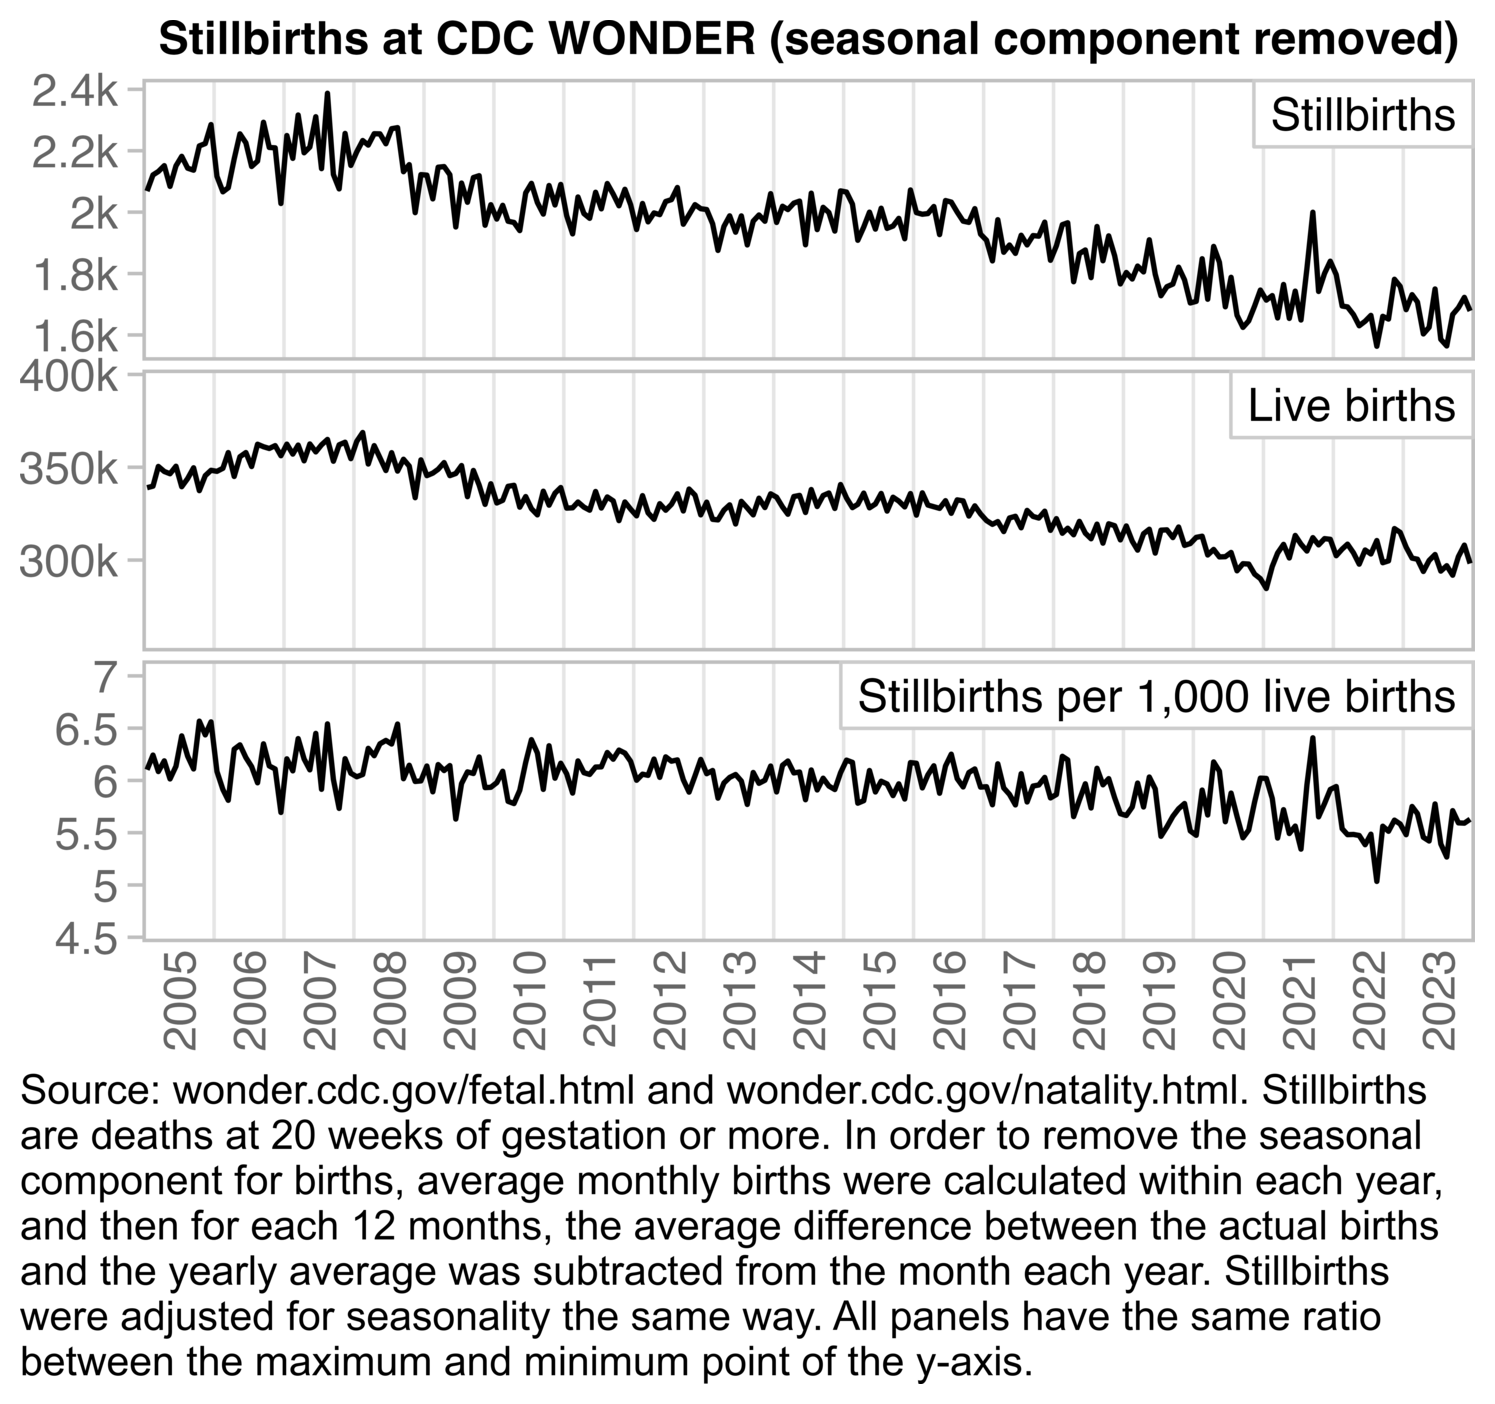 Stillbirths at CDC WONDER (seasonal component removed)
2.4k
2.2k
2k
1.8k
1.6k
Stillbirths
400k
350k
300k
Live births
7
6.5
6
5.5
5
4.5
Stillbirths per 1,000 live births
2005
2006
2007
2008
2009
2010
2011
2012
2013
2014
2015
2016
2017
2018
2019
2020
2021
2022
2023
Source: wonder.cdc.gov/fetal.html and wonder.cdc.gov/natality.html. Stillbirths
are deaths at 20 weeks of gestation or more. In order to remove the seasonal
component for births, average monthly births were calculated within each year,
and then for each 12 months, the average difference between the actual births
and the yearly average was subtracted from the month each year. Stillbirths
were adjusted for seasonality the same way. All panels have the same ratio
between the maximum and minimum point of the y-axis.